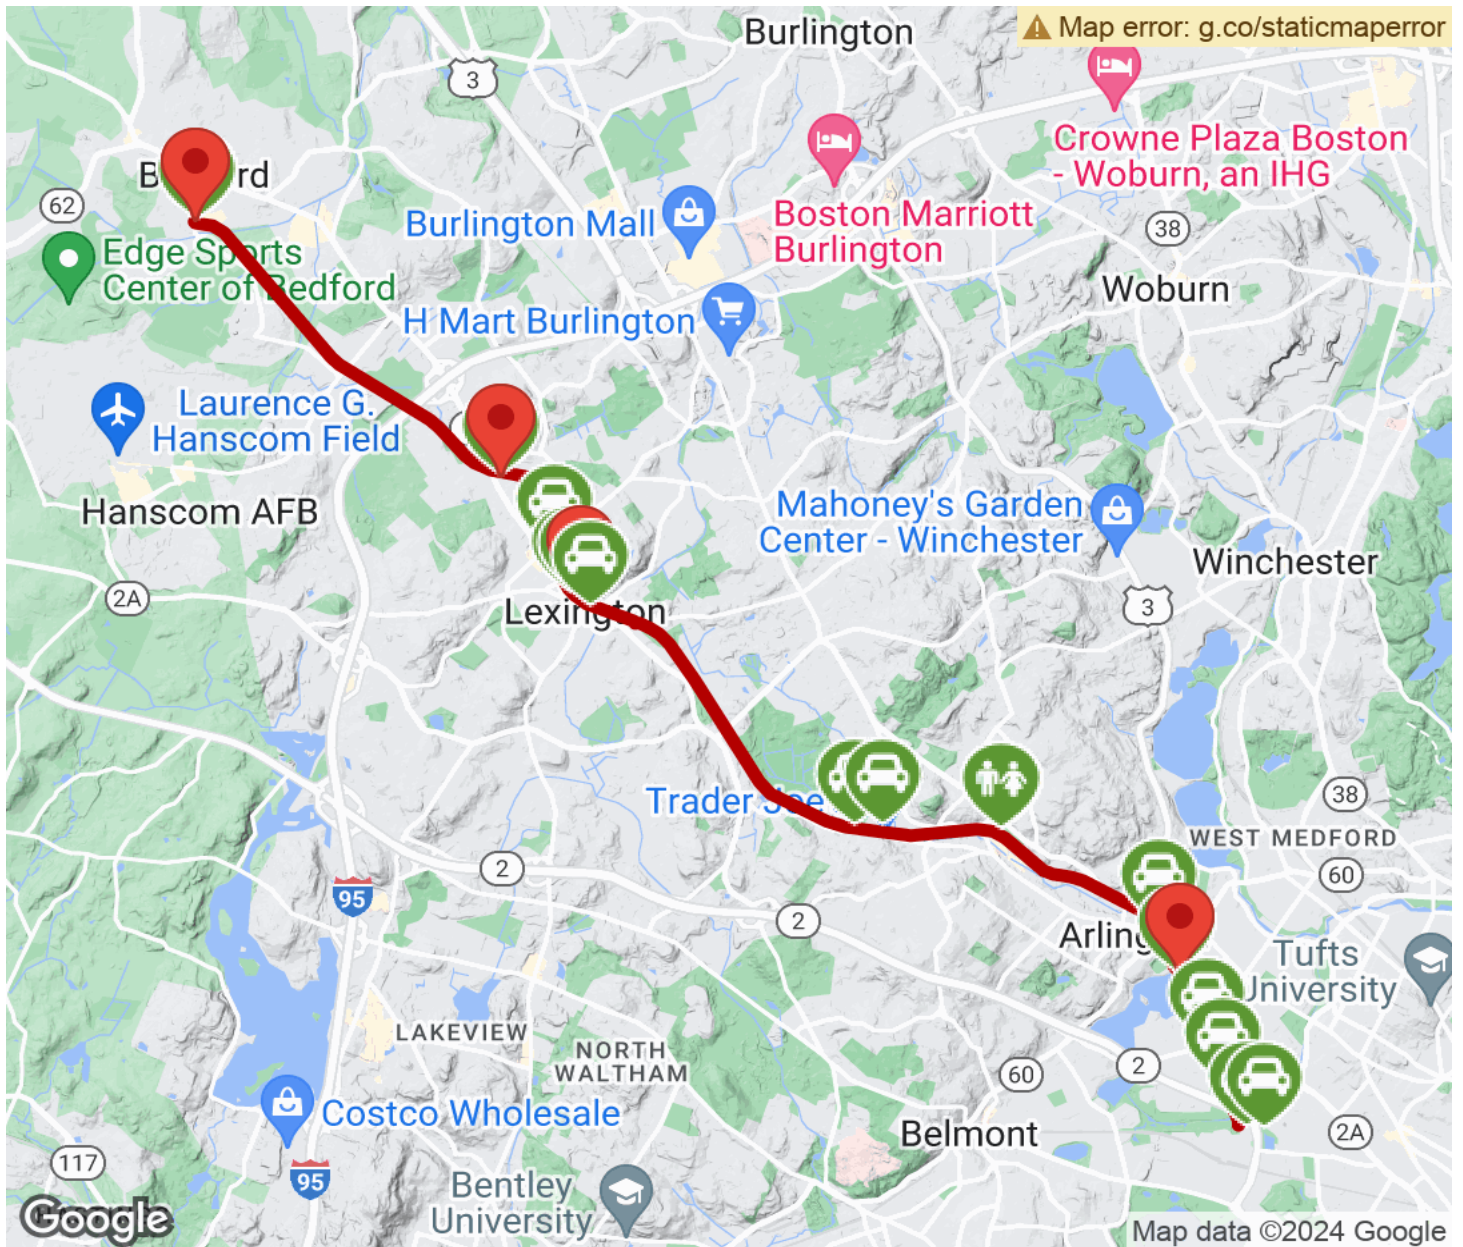 Burlington
Map error: g.co/staticmaperror
3
Crowne Plaza Boston
- Woburn, an IHG
B rd
62
Burlington Mall
Boston Marriott
Burlington
38
Edge Sports
Center of Bedford
Woburn
H Mart Burlington
Laurence G.
Hanscom Field
Hanscom AFB
Mahoney's Garden
Center - Winchester
Winchester
2A
3
Lexington
Trader Joe
38
WEST MEDFORD
60
2
95
2
Arling
Tufts
University
LAKEVIEW
NORTH
WALTHAM
60
2
Costco Wholesale
Belmont
2A
117
95
Bentley
University
Google
Map data ©2024 Google